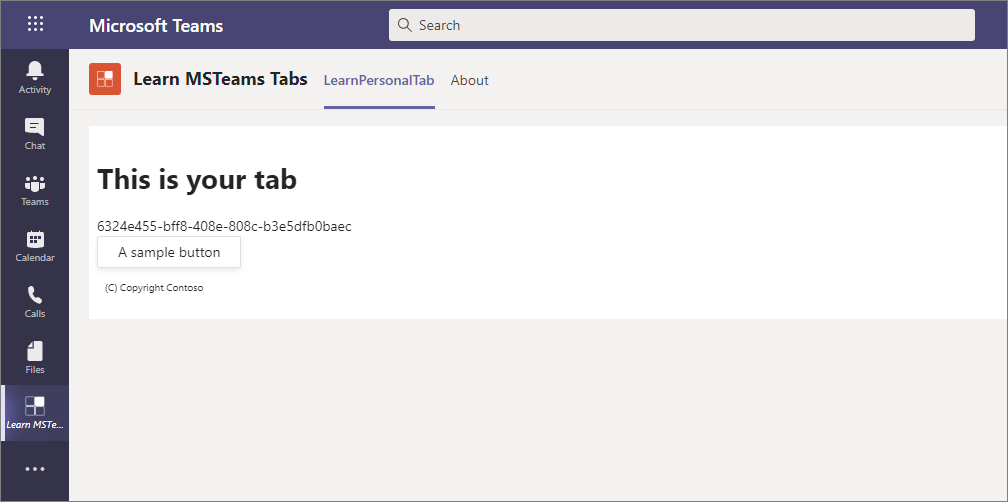 Microsoft Teams
Search
Activity
Chat
Teams
Calendar
Calls
Files
Learn MSTe...
Learn MSTeams Tabs LearnPersonalTab About
This is your tab
6324e455-bff8-408e-808c-b3e5dfb0baec
A sample button
(C) Copyright Contoso